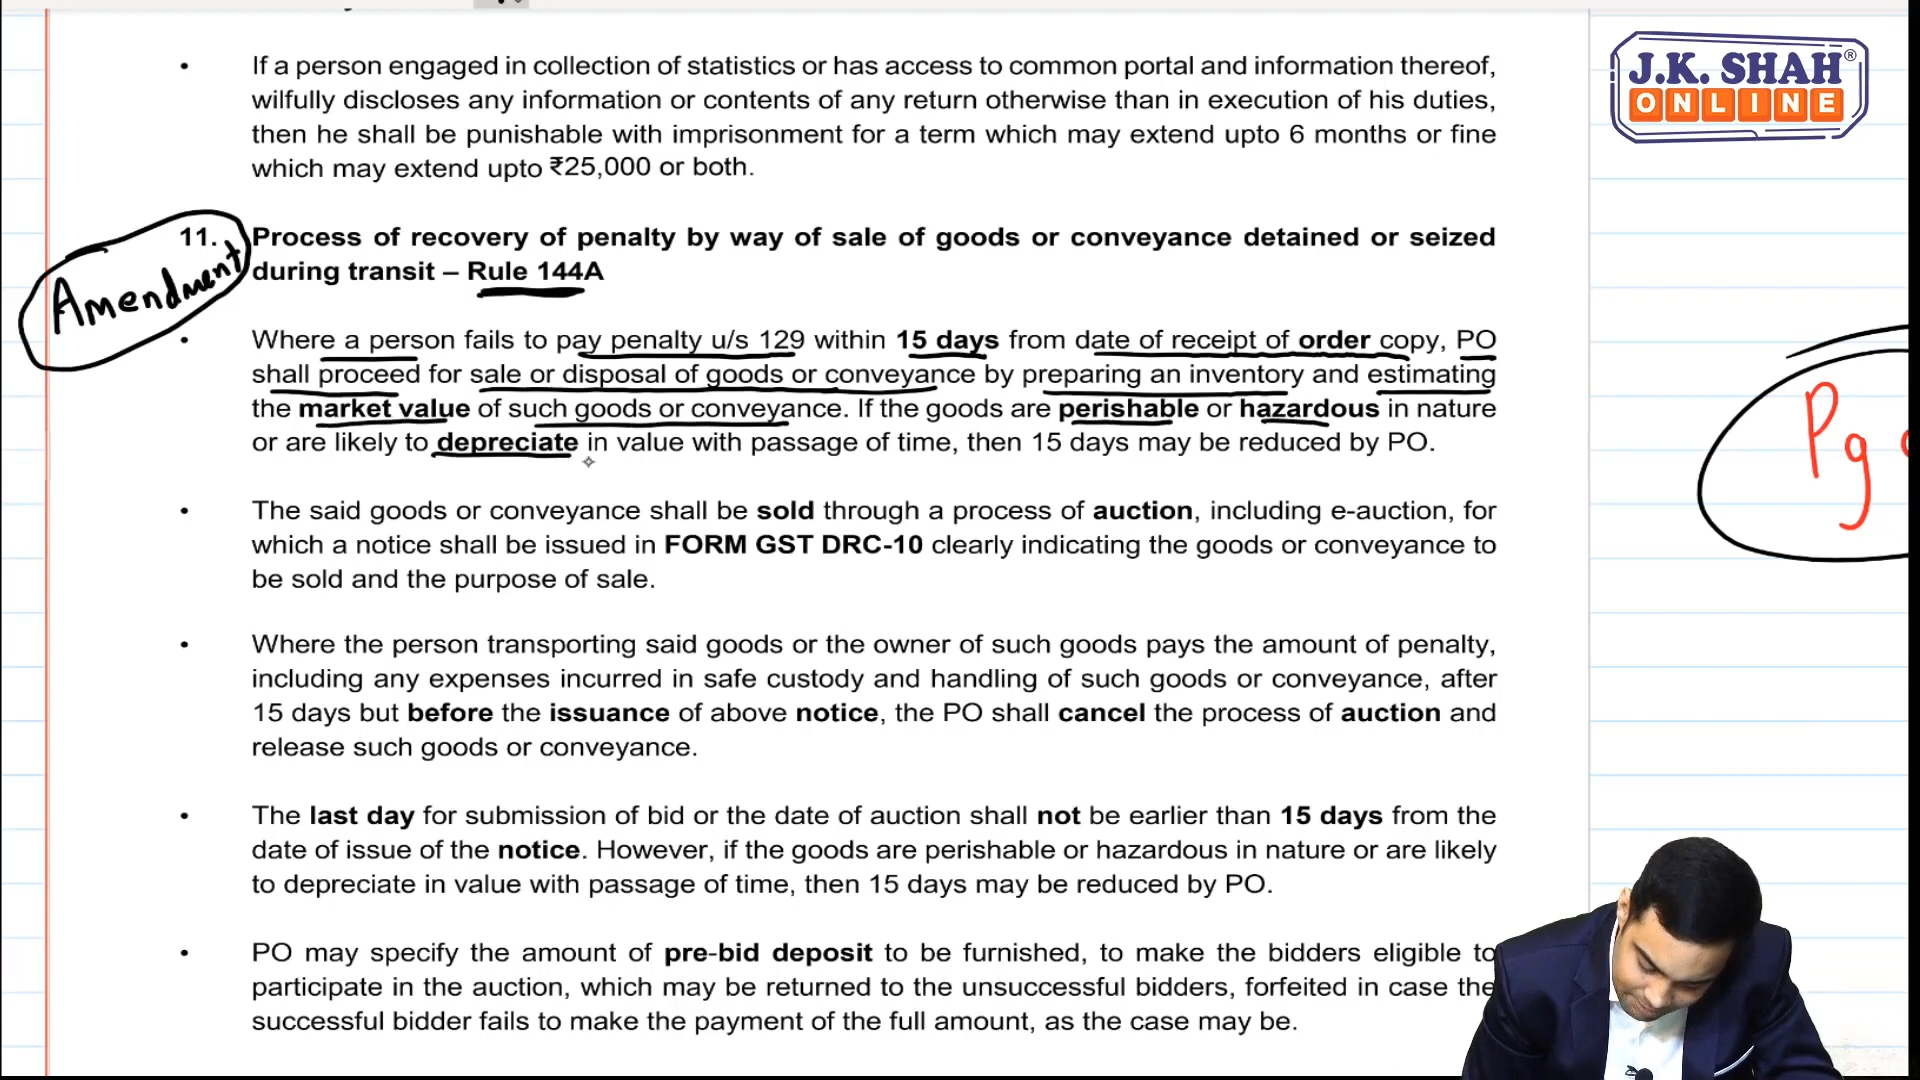 J.K. SHAH®
ONLINE
• If a person engaged in collection of statistics or has access to common portal and information thereof,
wilfully discloses any information or contents of any return otherwise than in execution of his duties,
then he shall be punishable with imprisonment for a term which may extend upto 6 months or fine
which may extend upto ₹25,000 or both.
11. Process of recovery of penalty by way of sale of goods or conveyance detained or seized
during transit – Rule 144A
Amendment
• Where a person fails to pay penalty u/s 129 within 15 days from date of receipt of order copy, PO
shall proceed for sale or disposal of goods or conveyance by preparing an inventory and estimating
the market value of such goods or conveyance. If the goods are perishable or hazardous in nature
or are likely to depreciate in value with passage of time, then 15 days may be reduced by PO.
Pg
• The said goods or conveyance shall be sold through a process of auction, including e-auction, for
which a notice shall be issued in FORM GST DRC-10 clearly indicating the goods or conveyance to
be sold and the purpose of sale.
• Where the person transporting said goods or the owner of such goods pays the amount of penalty,
including any expenses incurred in safe custody and handling of such goods or conveyance, after
15 days but before the issuance of above notice, the PO shall cancel the process of auction and
release such goods or conveyance.
• The last day for submission of bid or the date of auction shall not be earlier than 15 days from the
date of issue of the notice. However, if the goods are perishable or hazardous in nature or are likely
to depreciate in value with passage of time, then 15 days may be reduced by PO.
• PO may specify the amount of pre-bid deposit to be furnished, to make the bidders eligible to
participate in the auction, which may be returned to the unsuccessful bidders, forfeited in case the
successful bidder fails to make the payment of the full amount, as the case may be.